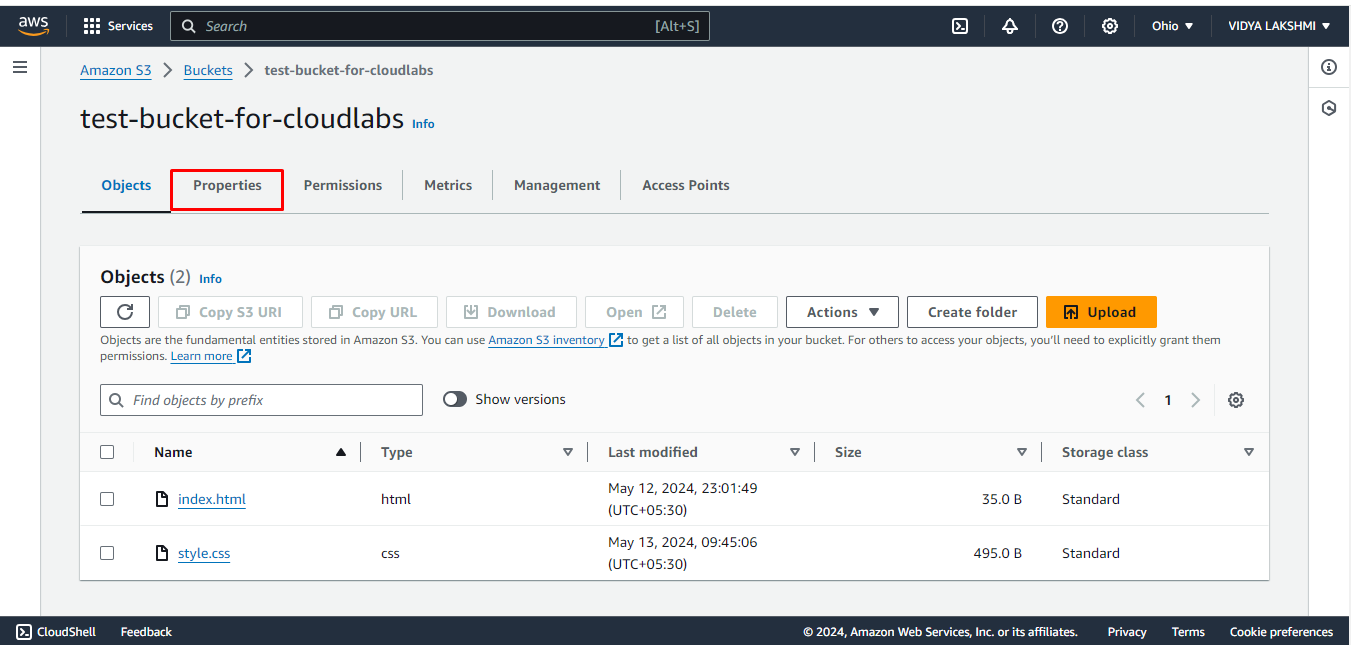 aws Services Search [Alt+S] Ohio VIDYA LAKSHMI
Amazon S3 Buckets test-bucket-for-cloudlabs
test-bucket-for-cloudlabs Info
Objects Properties Permissions Metrics Management Access Points
Objects (2) Info
Copy S3 URI Copy URL Download Open Delete Actions Create folder Upload
Objects are the fundamental entities stored in Amazon S3. You can use Amazon S3 inventory to get a list of all objects in your bucket. For others to access your objects, you'll need to explicitly grant them
permissions. Learn more
Find objects by prefix Show versions 1
Name Type Last modified Size Storage class
index.html html May 12, 2024, 23:01:49 (UTC+05:30) 35.0 B Standard
style.css css May 13, 2024, 09:45:06 (UTC+05:30) 495.0 B Standard
CloudShell Feedback © 2024, Amazon Web Services, Inc. or its affiliates. Privacy Terms Cookie preferences